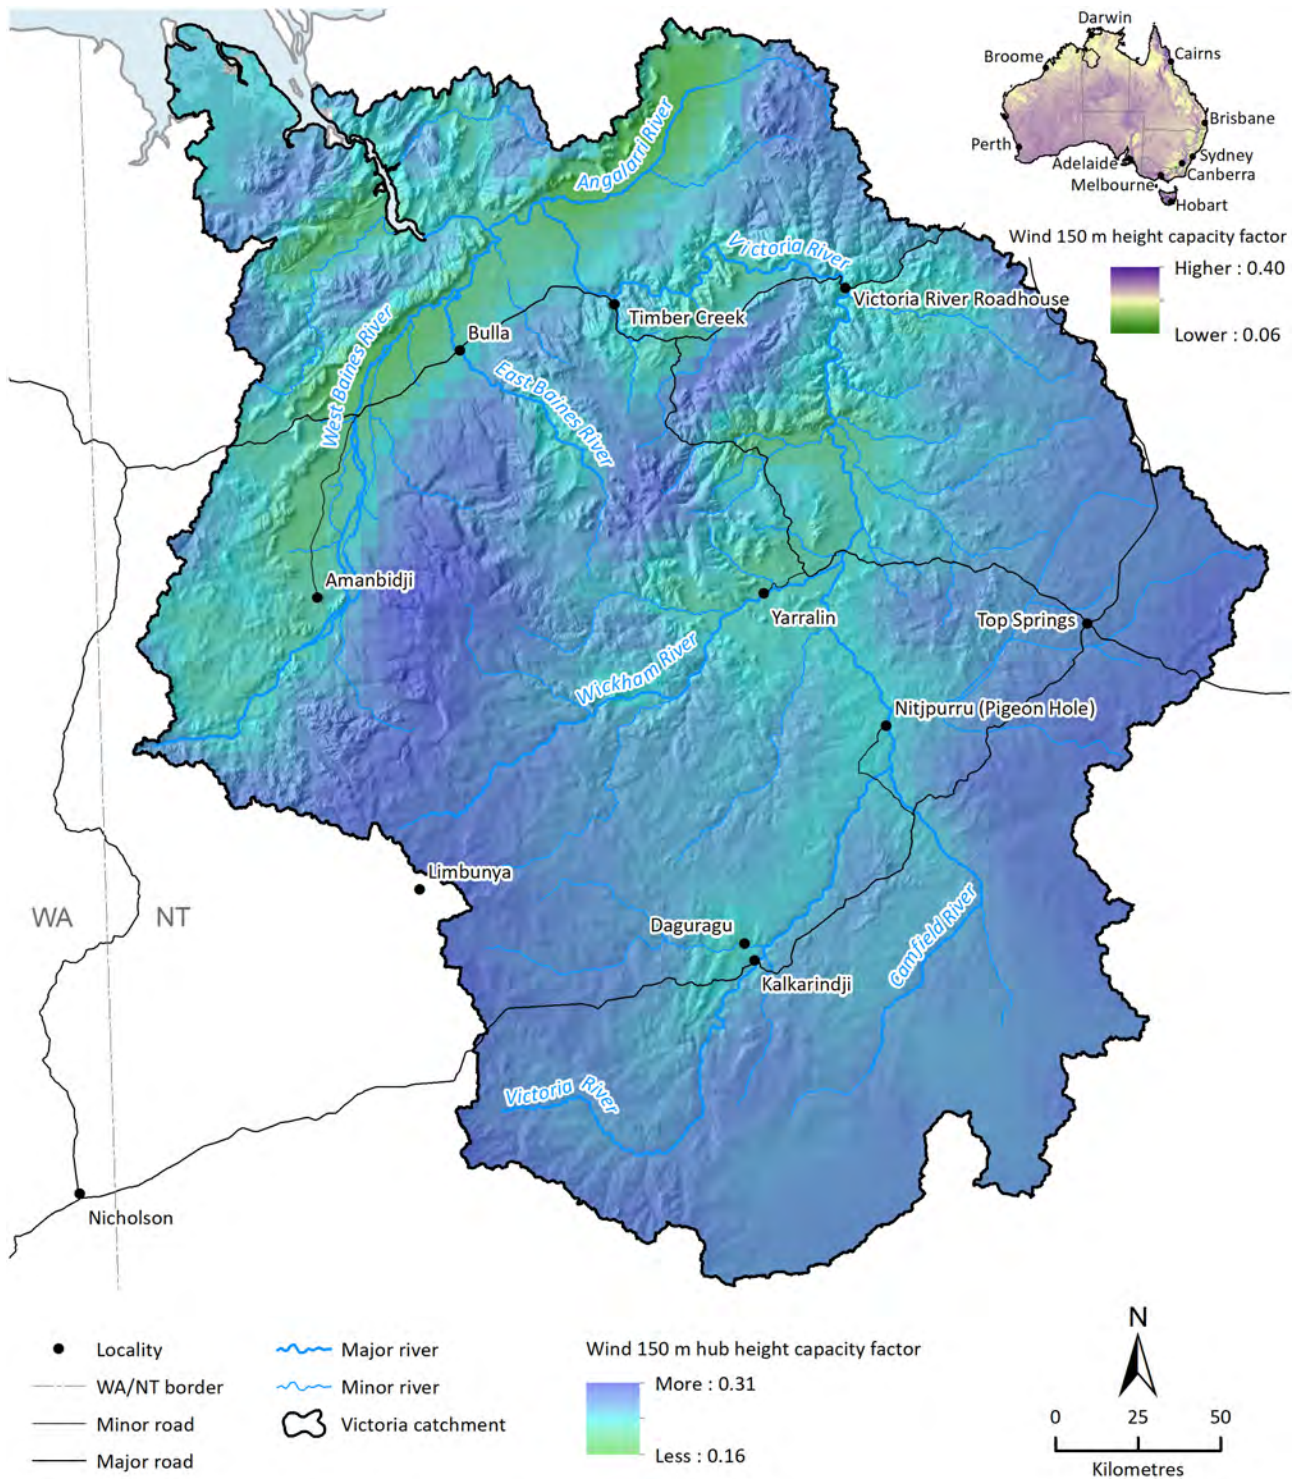 Darwin
Broome
Cairns
Brisbane
Perth
Adelaide
Sydney
Canberra
Melbourne
Hobart
Wind 150 m height capacity factor
Higher : 0.40
Lower : 0.06
Angalarri River
Victoria River
Victoria River Roadhouse
Timber Creek
Bulla
West Baines River
East Baines River
Amanbidji
Yarralin
Top Springs
Wickham River
Nitjpurru (Pigeon Hole)
Limbunya
WA
NT
Daguragu
Camfield River
Kalkarindji
Victoria River
Nicholson
N
Locality
Major river
Wind 150 m hub height capacity factor
WA/NT border
Minor river
More : 0.31
Minor road
Victoria catchment
Less : 0.16
Major road
0
25
50
Kilometres